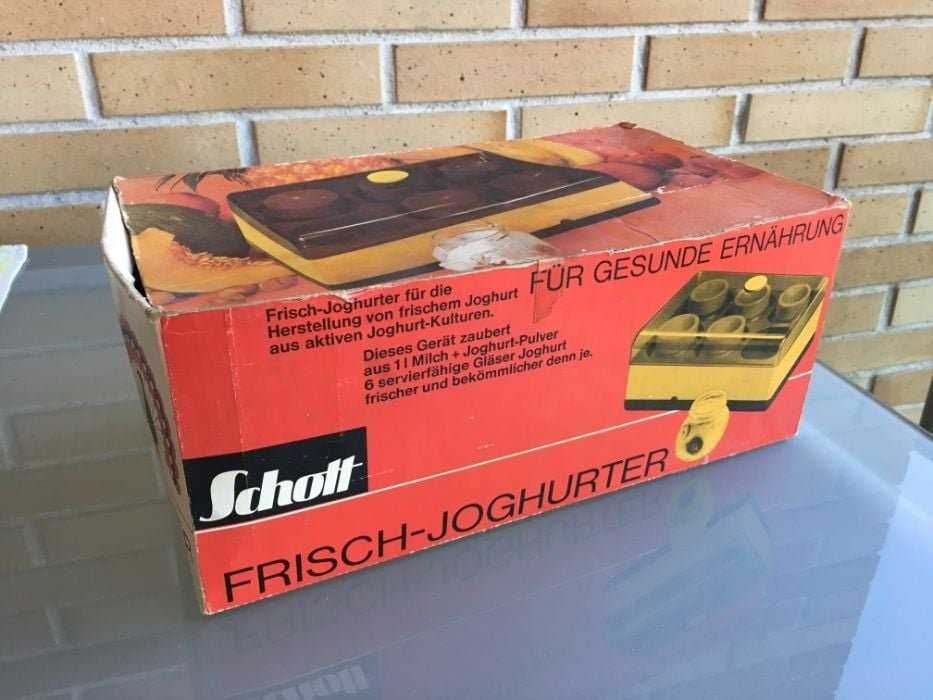 FÜR GESUNDE ERNÄHRUNG
Frisch-Joghurter für die
Herstellung von frischem Joghurt
aus aktiven Joghurt-Kulturen.
Dieses Gerät zaubert
aus 1 l Milch + Joghurt-Pulver
6 servierfähige Gläser Joghurt
frischer und bekömmlicher denn je.
Schott
FRISCH-JOGHURTER